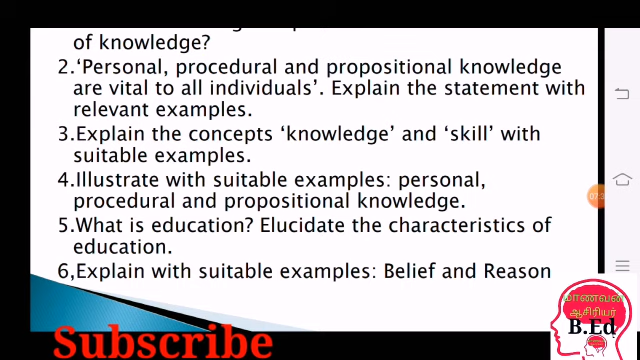 of knowledge?
2.‘Personal, procedural and propositional knowledge
are vital to all individuals’. Explain the statement with
relevant examples.
3.Explain the concepts ‘knowledge’ and ‘skill’ with
suitable examples.
4.Illustrate with suitable examples: personal,
procedural and propositional knowledge.
5.What is education? Elucidate the characteristics of
education.
6,Explain with suitable examples: Belief and Reason
மாணவன்
ஆசிரியர்
B.Ed
Subscribe